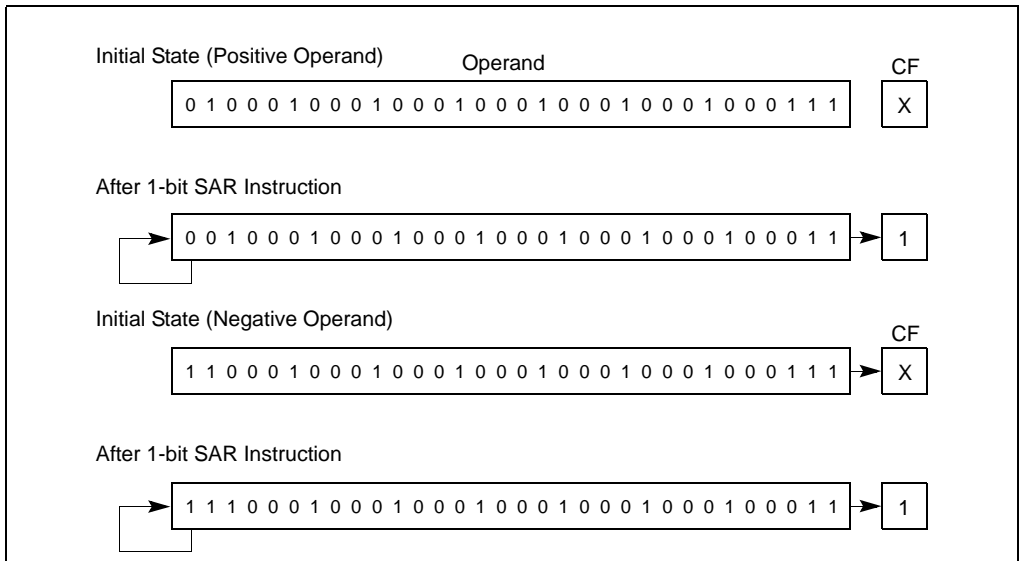 Initial State (Positive Operand)
Operand
CF
0 1 0 0 0 1 0 0 0 1 0 0 0 1 0 0 0 1 0 0 0 1 0 0 0 1 0 0 0 1 1 1
X
After 1-bit SAR Instruction
0 0 1 0 0 0 1 0 0 0 1 0 0 0 1 0 0 0 1 0 0 0 1 0 0 0 1 0 0 0 1 1
1
Initial State (Negative Operand)
CF
1 1 0 0 0 1 0 0 0 1 0 0 0 1 0 0 0 1 0 0 0 1 0 0 0 1 0 0 0 1 1 1
X
After 1-bit SAR Instruction
1 1 1 0 0 0 1 0 0 0 1 0 0 0 1 0 0 0 1 0 0 0 1 0 0 0 1 0 0 0 1 1
1